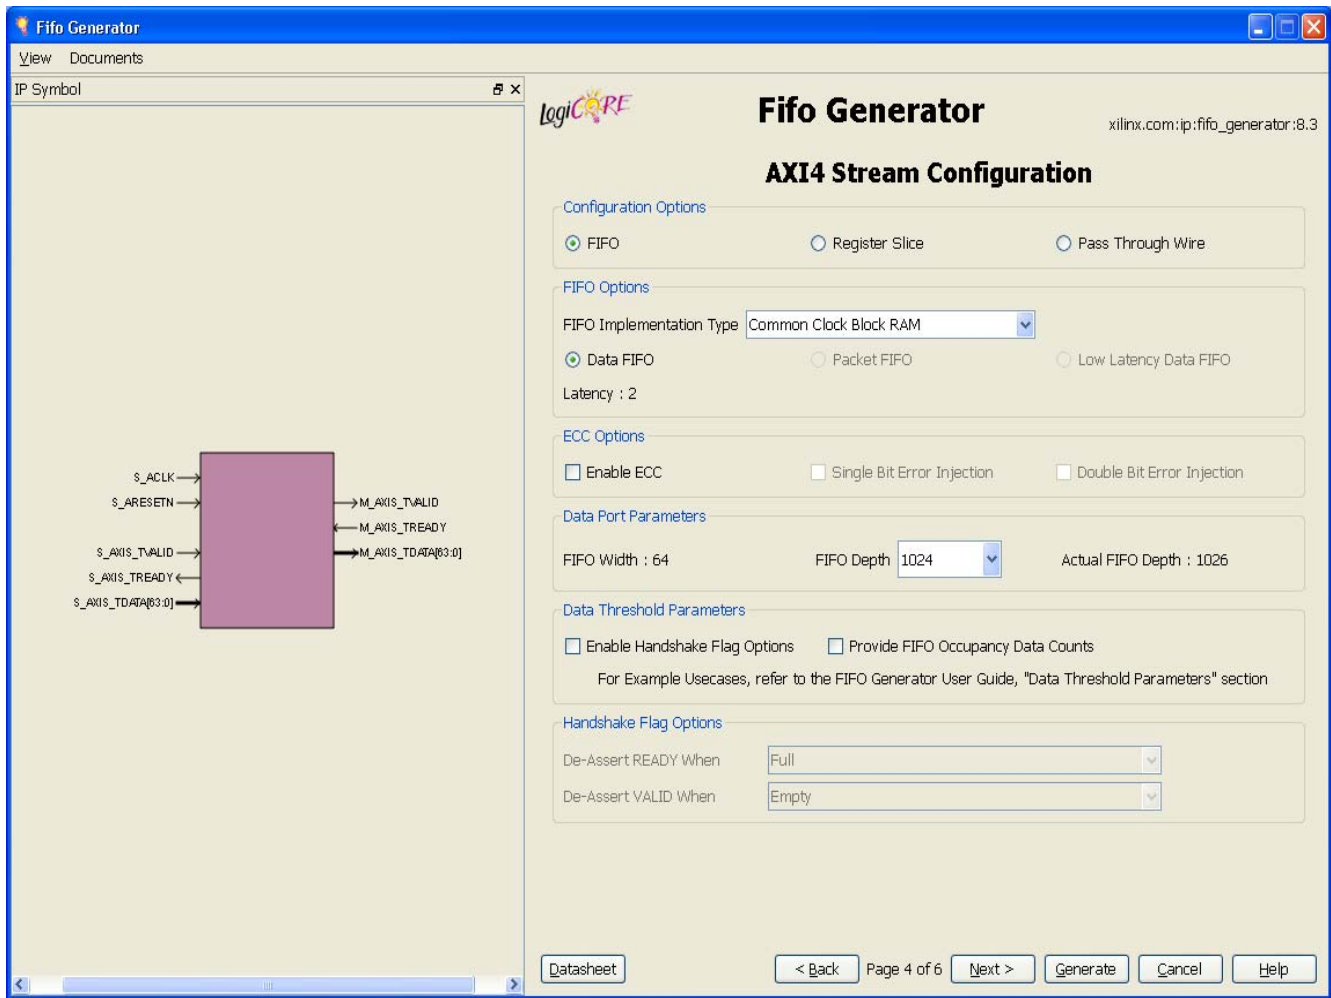 Fifo Generator
View Documents
IP Symbol
S_ACLK
S_ARESETN
S_AXIS_TVALID
S_AXIS_TREADY
S_AXIS_TDATA[63:0]
M_AXIS_TVALID
M_AXIS_TREADY
M_AXIS_TDATA[63:0]
LogiCORE
Fifo Generator
xilinx.com:ip:fifo_generator:8.3
AXI4 Stream Configuration
Configuration Options
FIFO Register Slice Pass Through Wire
FIFO Options
FIFO Implementation Type Common Clock Block RAM
Data FIFO Packet FIFO Low Latency Data FIFO
Latency : 2
ECC Options
Enable ECC Single Bit Error Injection Double Bit Error Injection
Data Port Parameters
FIFO Width : 64 FIFO Depth 1024 Actual FIFO Depth : 1026
Data Threshold Parameters
Enable Handshake Flag Options Provide FIFO Occupancy Data Counts
For Example Usecases, refer to the FIFO Generator User Guide, "Data Threshold Parameters" section
Handshake Flag Options
De-Assert READY When Full
De-Assert VALID When Empty
Datasheet < Back Page 4 of 6 Next > Generate Cancel Help